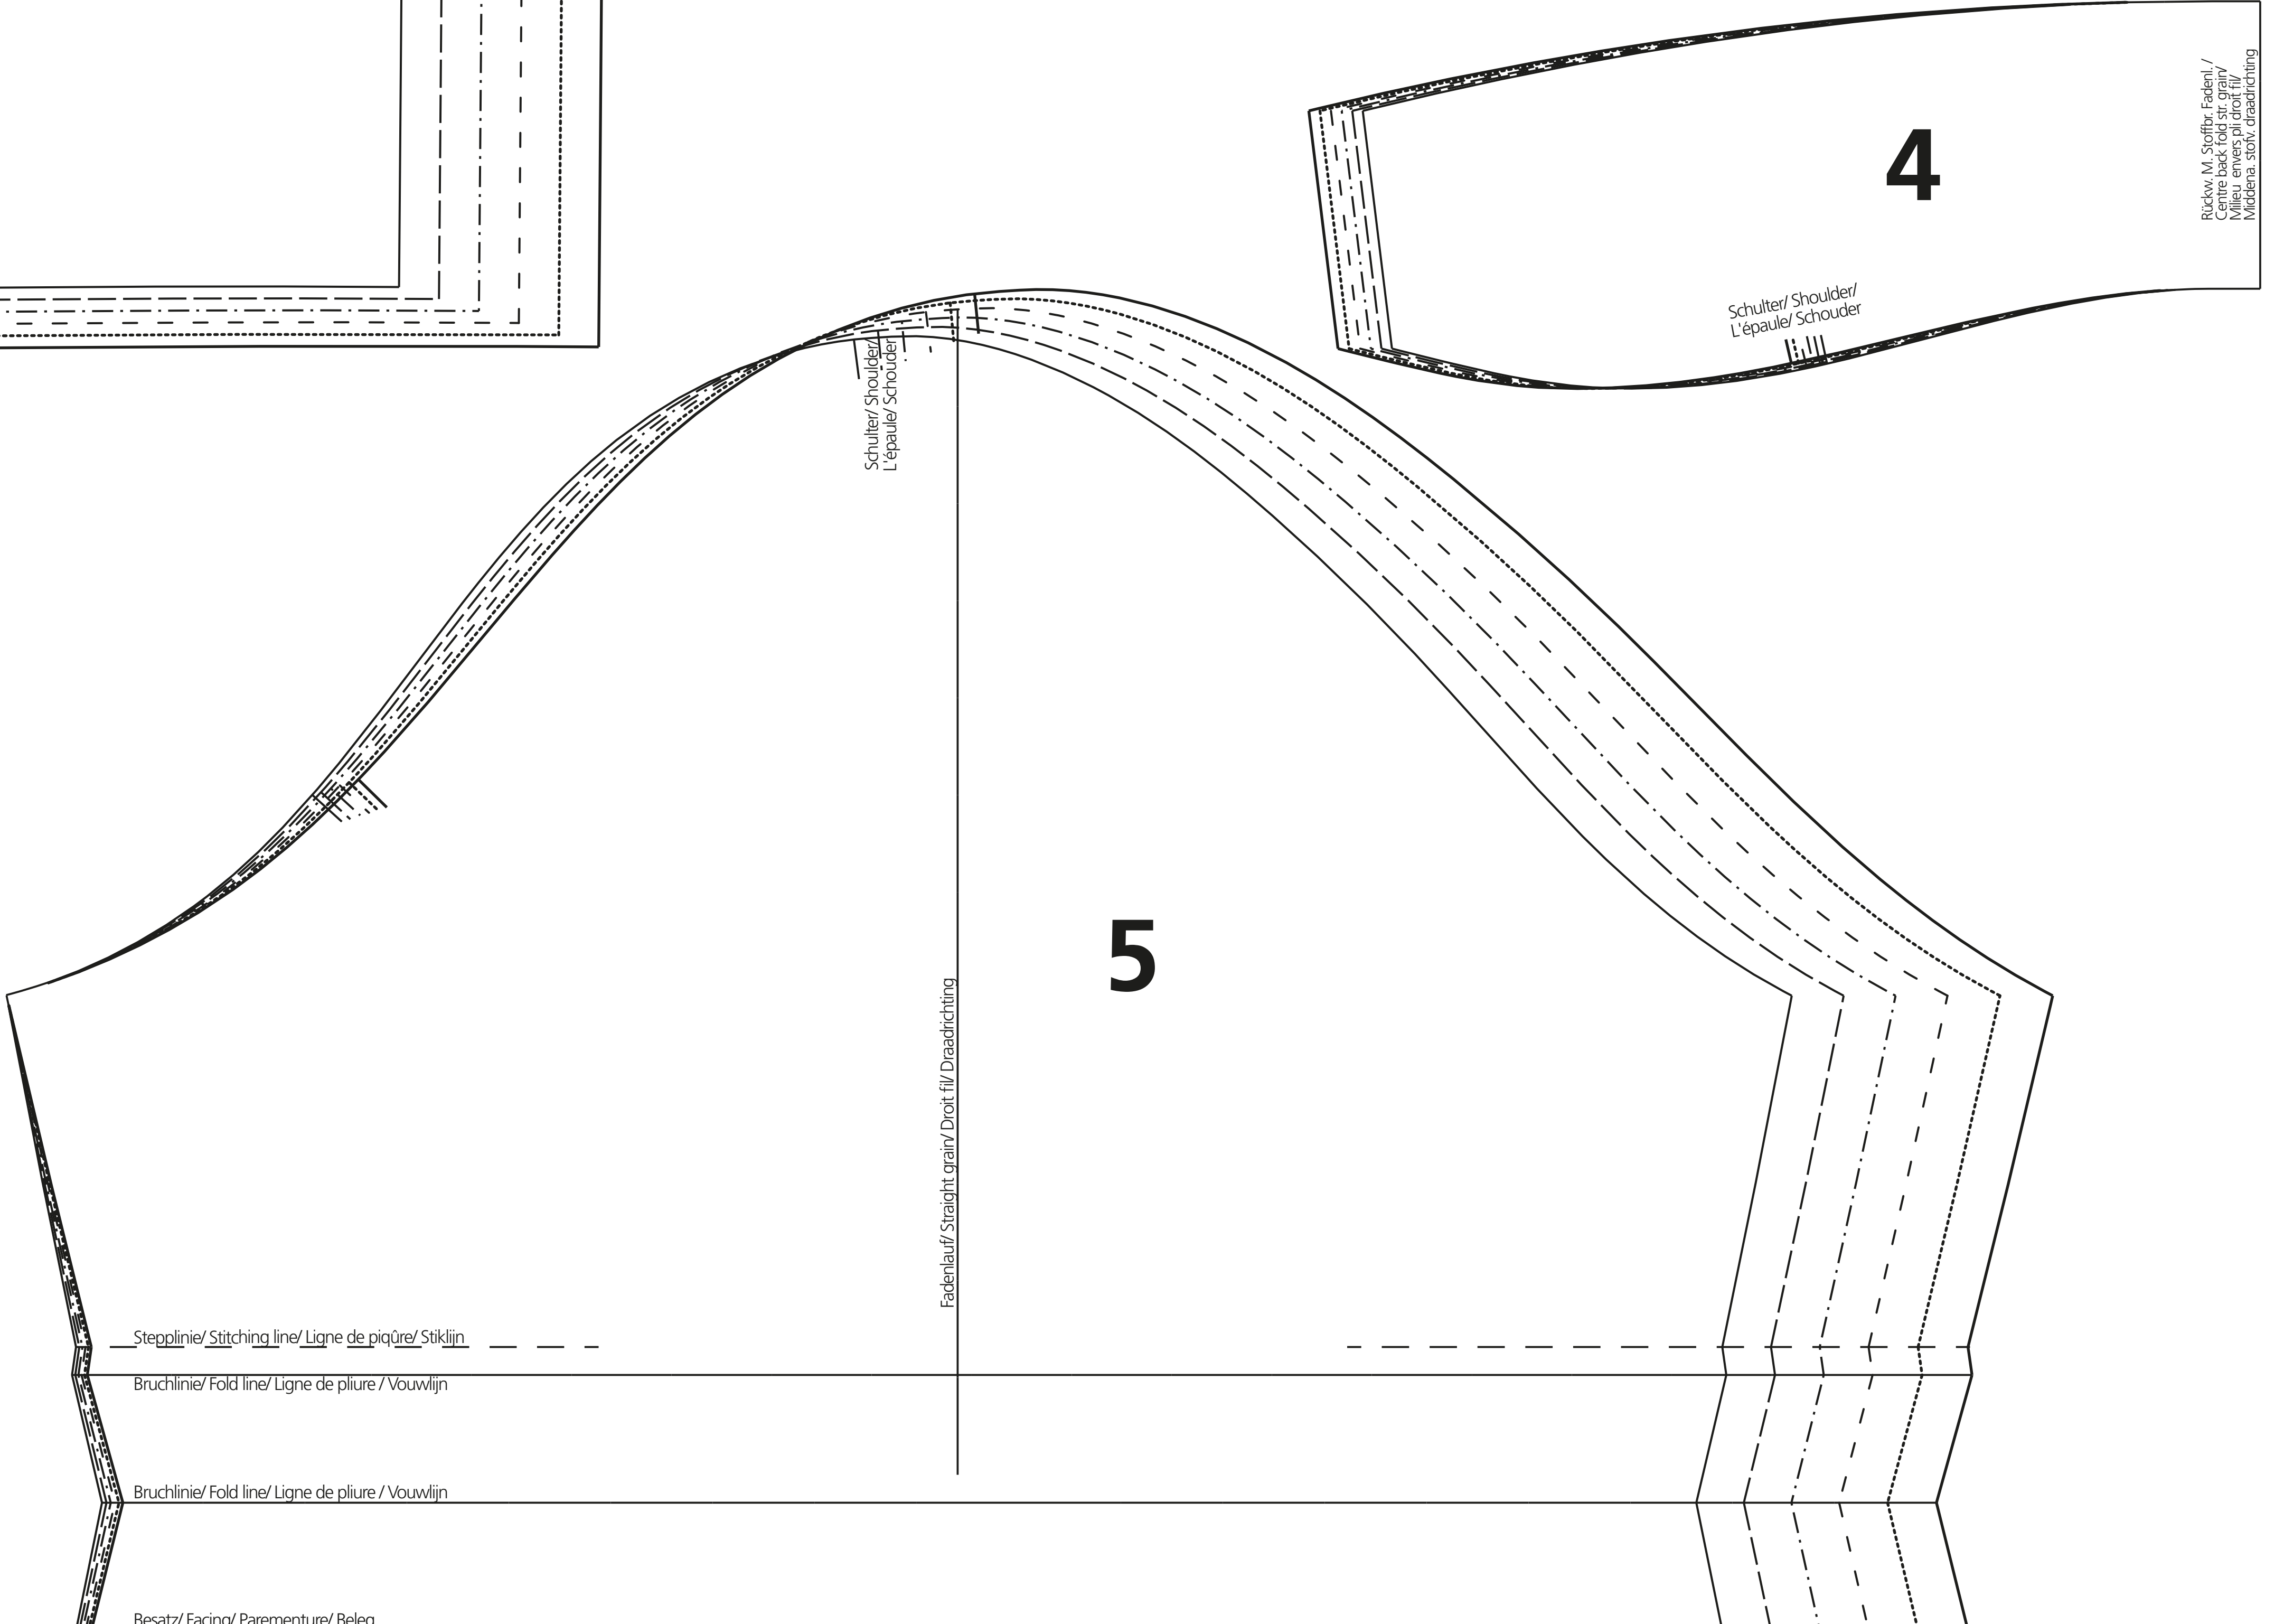 4
Rückw. M. Stoffbr. Fadenl. /
Centre back fold str. grain/
Milieu envers pli droit fil/
Middena. stofv. draadrichting
Schulter/ Shoulder/
L'épaule/ Schouder
Schulter/ Shoulder/
L'épaule/ Schouder
5
Fadenlauf/ Straight grain/ Droit fil/ Draadrichting
Stepplinie/ Stitching line/ Ligne de piqûre/ Stiklijn
Bruchlinie/ Fold line/ Ligne de pliure / Vouwlijn
Bruchlinie/ Fold line/ Ligne de pliure / Vouwlijn
Besatz/ Facing/ Parementure/ Beleg